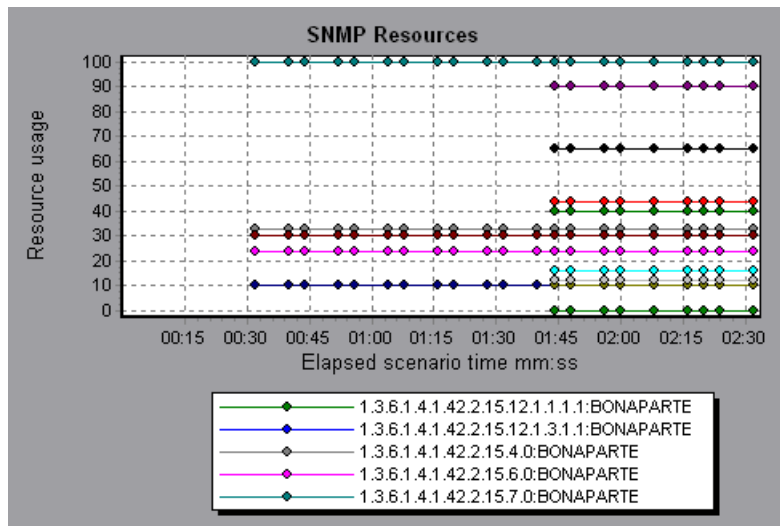 SNMP Resources
100
90
80
70
60
50
40
30
20
10
0
Resource usage
00:15 00:30 00:45 01:00 01:15 01:30 01:45 02:00 02:15 02:30
Elapsed scenario time mm:ss
1.3.6.1.4.1.42.2.15.12.1.1.1.1:BONAPARTE
1.3.6.1.4.1.42.2.15.12.1.3.1.1:BONAPARTE
1.3.6.1.4.1.42.2.15.4.0:BONAPARTE
1.3.6.1.4.1.42.2.15.6.0:BONAPARTE
1.3.6.1.4.1.42.2.15.7.0:BONAPARTE